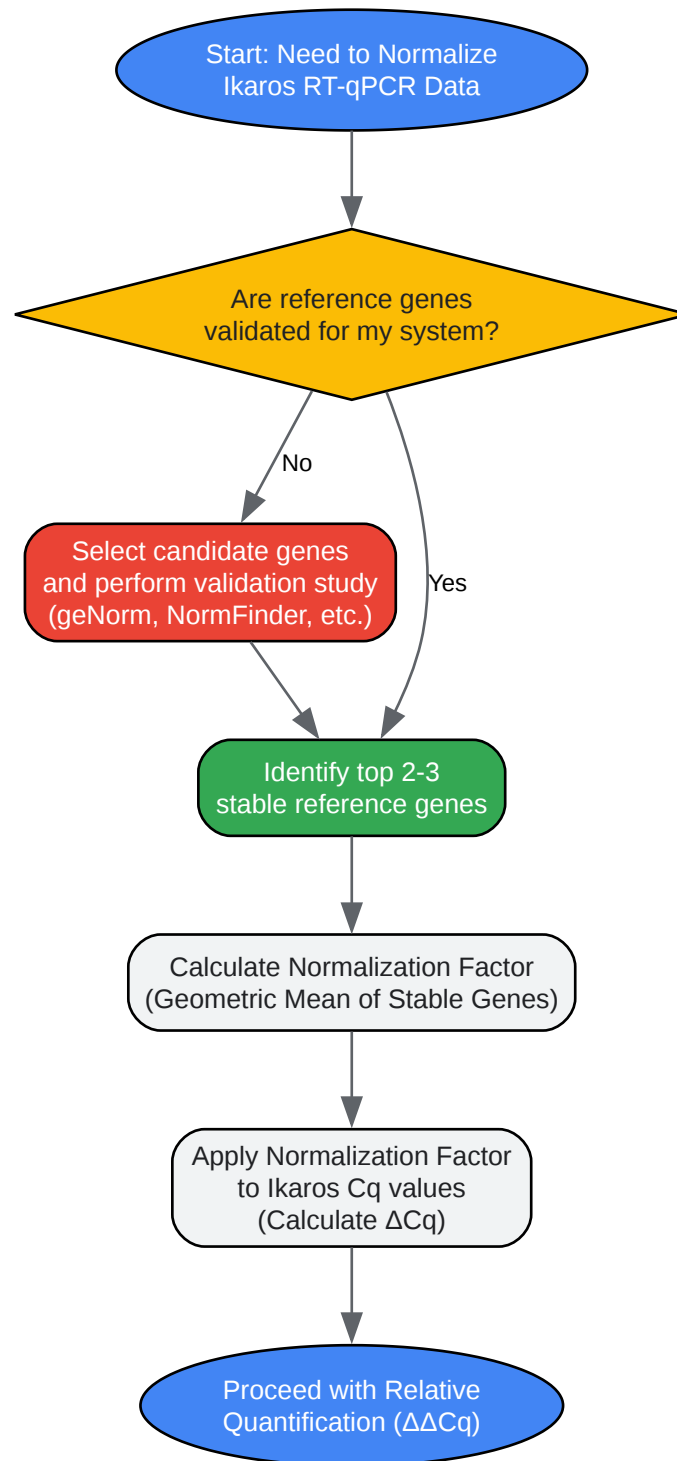 Start: Need to Normalize
Ikaros RT-qPCR Data
Are reference genes
validated for my system?
No
Select candidate genes
and perform validation study
(geNorm, NormFinder, etc.)
Yes
Identify top 2-3
stable reference genes
Calculate Normalization Factor
(Geometric Mean of Stable Genes)
Apply Normalization Factor
to Ikaros Cq values
(Calculate ΔCq)
Proceed with Relative
Quantification (ΔΔCq)